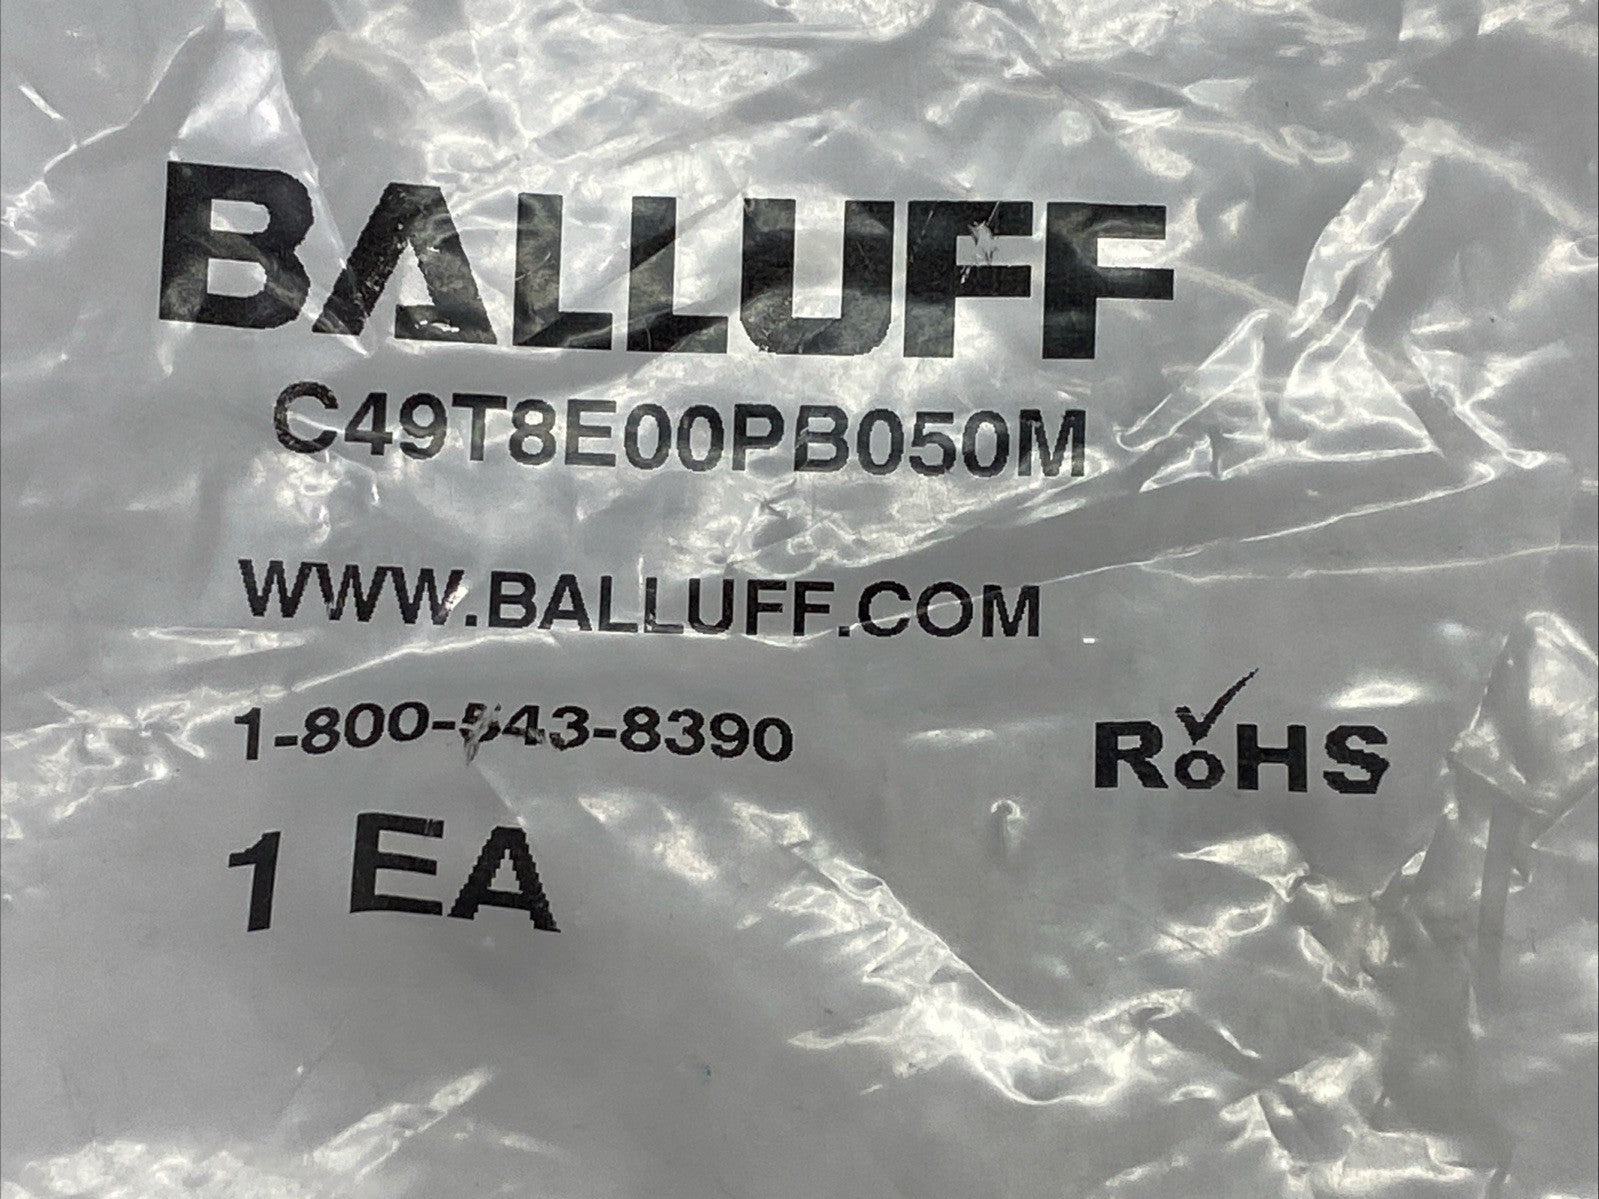 BALLUFF
C49T8E00PB050M
WWW.BALLUFF.COM
1-800-543-8390
RoHS
1 EA